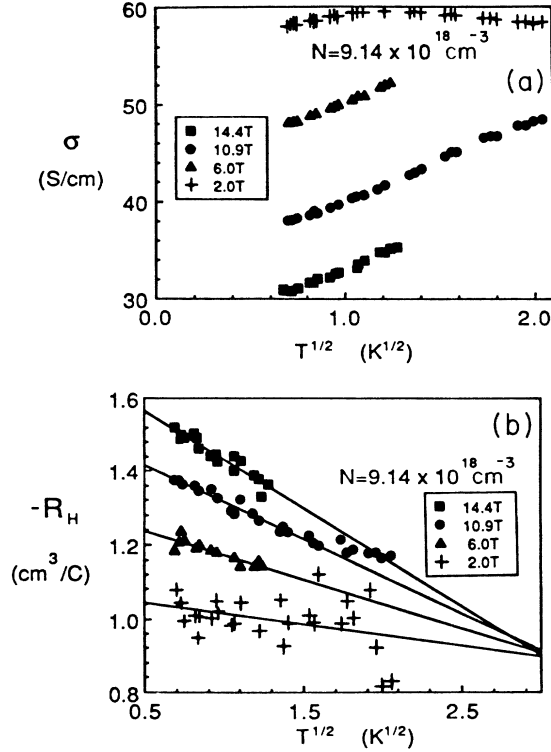 60
N=9.14 x 10 18 cm -3
(a)
50
14.4T
10.9T
6.0T
2.0T
σ
(S/cm)
40
30
0.0
1.0
2.0
T1/2 (K1/2)
1.6
(b)
N=9.14 x 10 18 cm -3
1.4
14.4T
10.9T
6.0T
2.0T
-RH
1.2
(cm3/C)
1.0
0.8
0.5
1.5
2.5
T1/2 (K1/2)